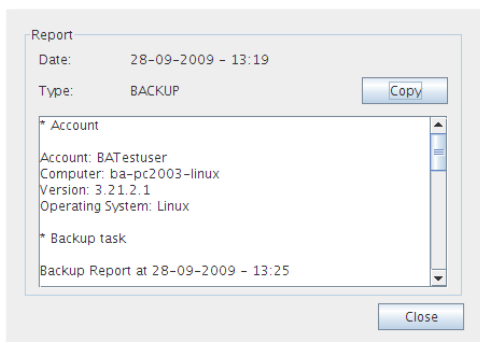 Report
Date: 28-09-2009 - 13:19
Type: BACKUP
Copy
* Account
Account: BATestuser
Computer: ba-pc2003-linux
Version: 3.21.2.1
Operating System: Linux
* Backup task
Backup Report at 28-09-2009 - 13:25
Close